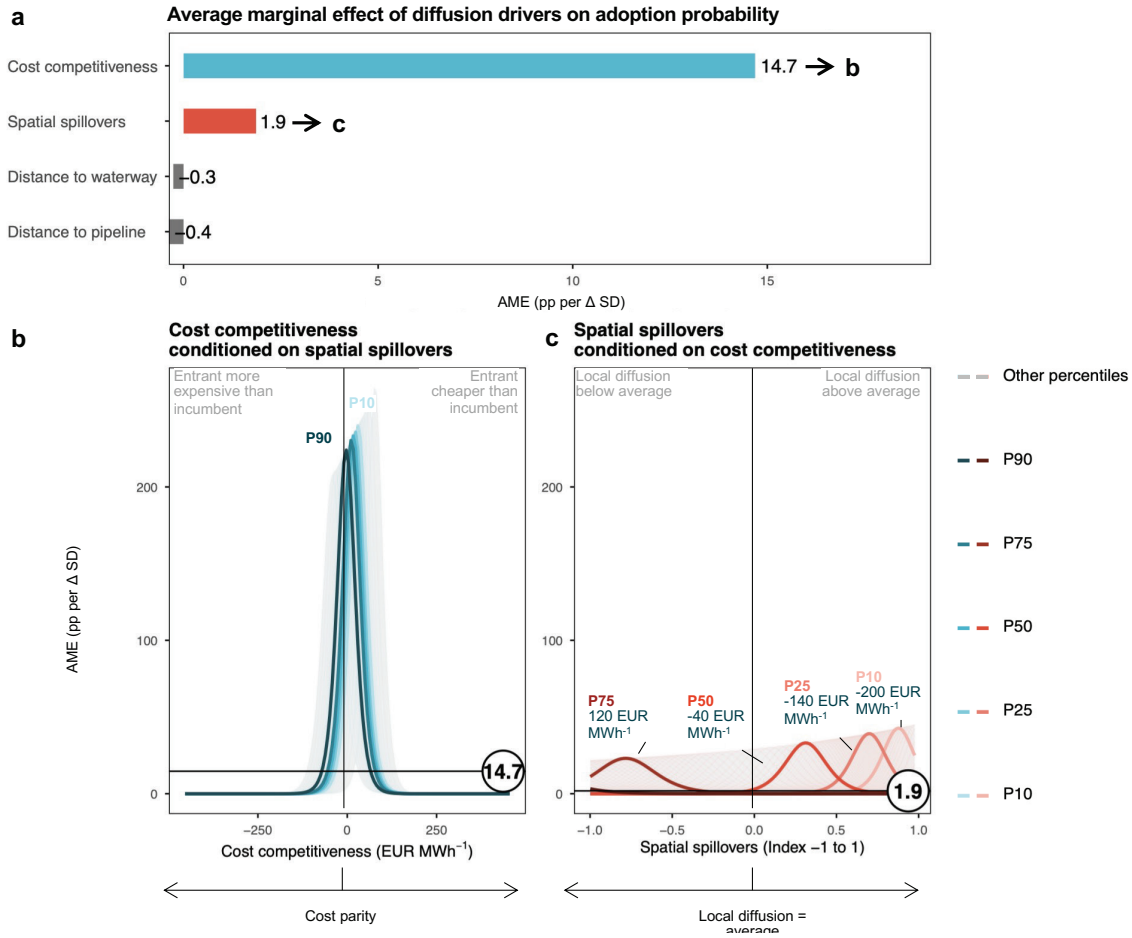 a
Average marginal effect of diffusion drivers on adoption probability
Cost competitiveness
14.7 → b
Spatial spillovers
1.9 → c
Distance to waterway
−0.3
Distance to pipeline
−0.4
0 5 10 15
AME (pp per Δ SD)
b
Cost competitiveness
conditioned on spatial spillovers
Entrant more
expensive than
incumbent
Entrant
cheaper than
incumbent
P10
P90
200
100
0
AME (pp per Δ SD)
14.7
−250 0 250
Cost competitiveness (EUR MWh⁻¹)
Cost parity
c
Spatial spillovers
conditioned on cost competitiveness
Local diffusion
below average
Local diffusion
above average
200
100
0
P75
120 EUR
MWh⁻¹
P50
-40 EUR
MWh⁻¹
P25
-140 EUR
MWh⁻¹
P10
-200 EUR
MWh⁻¹
1.9
−1.0 −0.5 0.0 0.5 1.0
Spatial spillovers (Index −1 to 1)
Local diffusion =
average
Other percentiles
P90
P75
P50
P25
P10